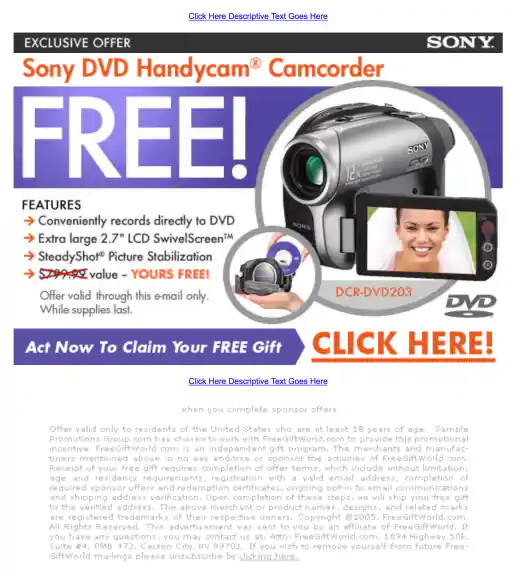 Click Here Descriptive Text Goes Here
EXCLUSIVE OFFER
SONY.
Sony DVD Handycam® Camcorder
FREE!
SONY
12x
SONY
FEATURES
→ Conveniently records directly to DVD
→ Extra large 2.7" LCD SwivelScreen™
→ SteadyShot® Picture Stabilization
→ $799.99 value – YOURS FREE!
Offer valid through this e-mail only.
While supplies last.
DCR-DVD203
DVD
Act Now To Claim Your FREE Gift
CLICK HERE!
Click Here Descriptive Text Goes Here
when you complete sponsor offers
Offer valid only to residents of the United States who are at least 18 years of age. Sample
Promotions Group.com has chosen to work with FreeGiftWorld.com to provide this promotional
incentive. FreeGiftWorld.com is an independent gift program. The merchants and manufac-
turers mentioned above in no way endorse or sponsor the activities of FreeGiftWorld.com.
Receipt of your free gift requires completion of offer terms, which include without limitation:
age and residency requirements, registration with a valid email address, completion of
required sponsor offers and redemption certificates, ongoing opt-in to email communications
and shipping address verification. Upon completion of these steps, we will ship your free gift
to the verified address. The above merchant or product names, designs, and related marks
are registered trademarks of their respective owners. Copyright @2005. FreeGiftWorld.com.
All Rights Reserved. This advertisement was sent to you by an affiliate of FreeGiftWorld. If
you have any questions, you may contact us at: Attn: FreeGiftWorld.com, 1894 Highway 50E,
Suite #4, PMB 472, Carson City, NV 89701. If you wish to remove yourself from future Free-
GiftWorld mailings please unsubscribe by clicking here.